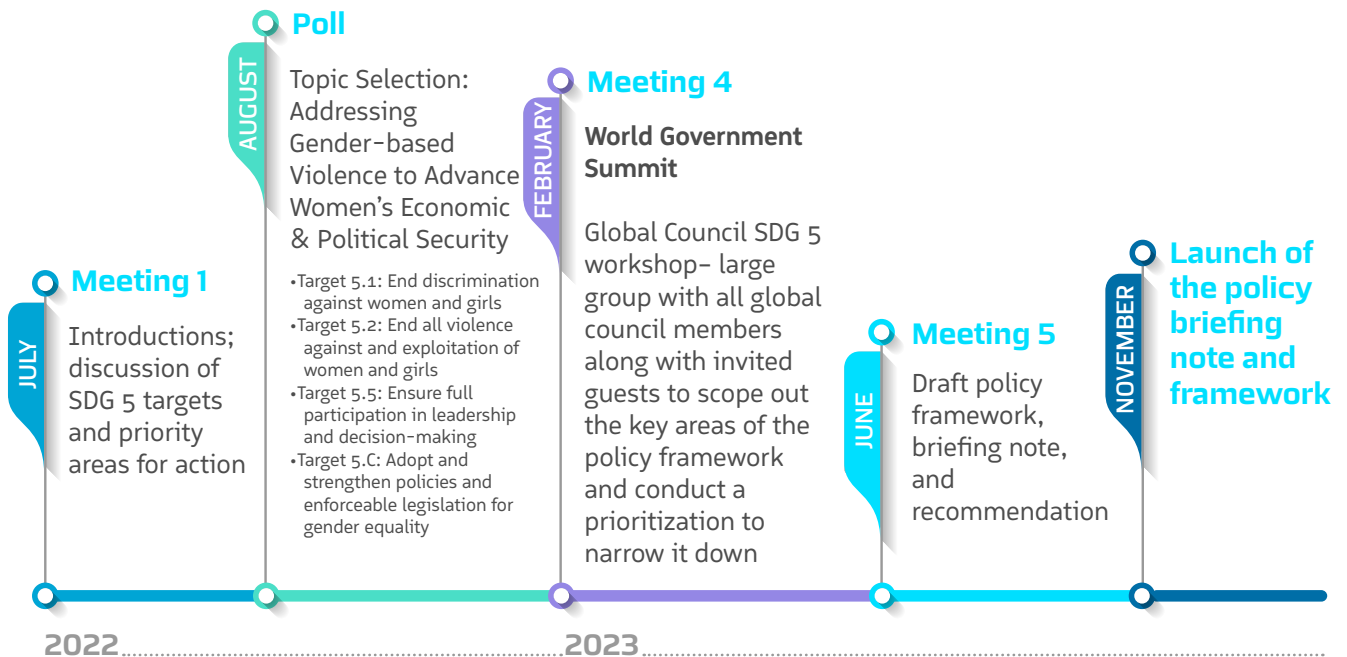 JULY
Meeting 1
Introductions;
discussion of
SDG 5 targets
and priority
areas for action
AUGUST
Poll
Topic Selection:
Addressing
Gender-based
Violence to Advance
Women's Economic
& Political Security
•Target 5.1: End discrimination
against women and girls
•Target 5.2: End all violence
against and exploitation of
women and girls
•Target 5.5: Ensure full
participation in leadership
and decision-making
•Target 5.C: Adopt and
strengthen policies and
enforceable legislation for
gender equality
FEBRUARY
Meeting 4
World Government
Summit
Global Council SDG 5
workshop– large
group with all global
council members
along with invited
guests to scope out
the key areas of the
policy framework
and conduct a
prioritization to
narrow it down
JUNE
Meeting 5
Draft policy
framework,
briefing note,
and
recommendation
NOVEMBER
Launch of
the policy
briefing
note and
framework
2022
2023